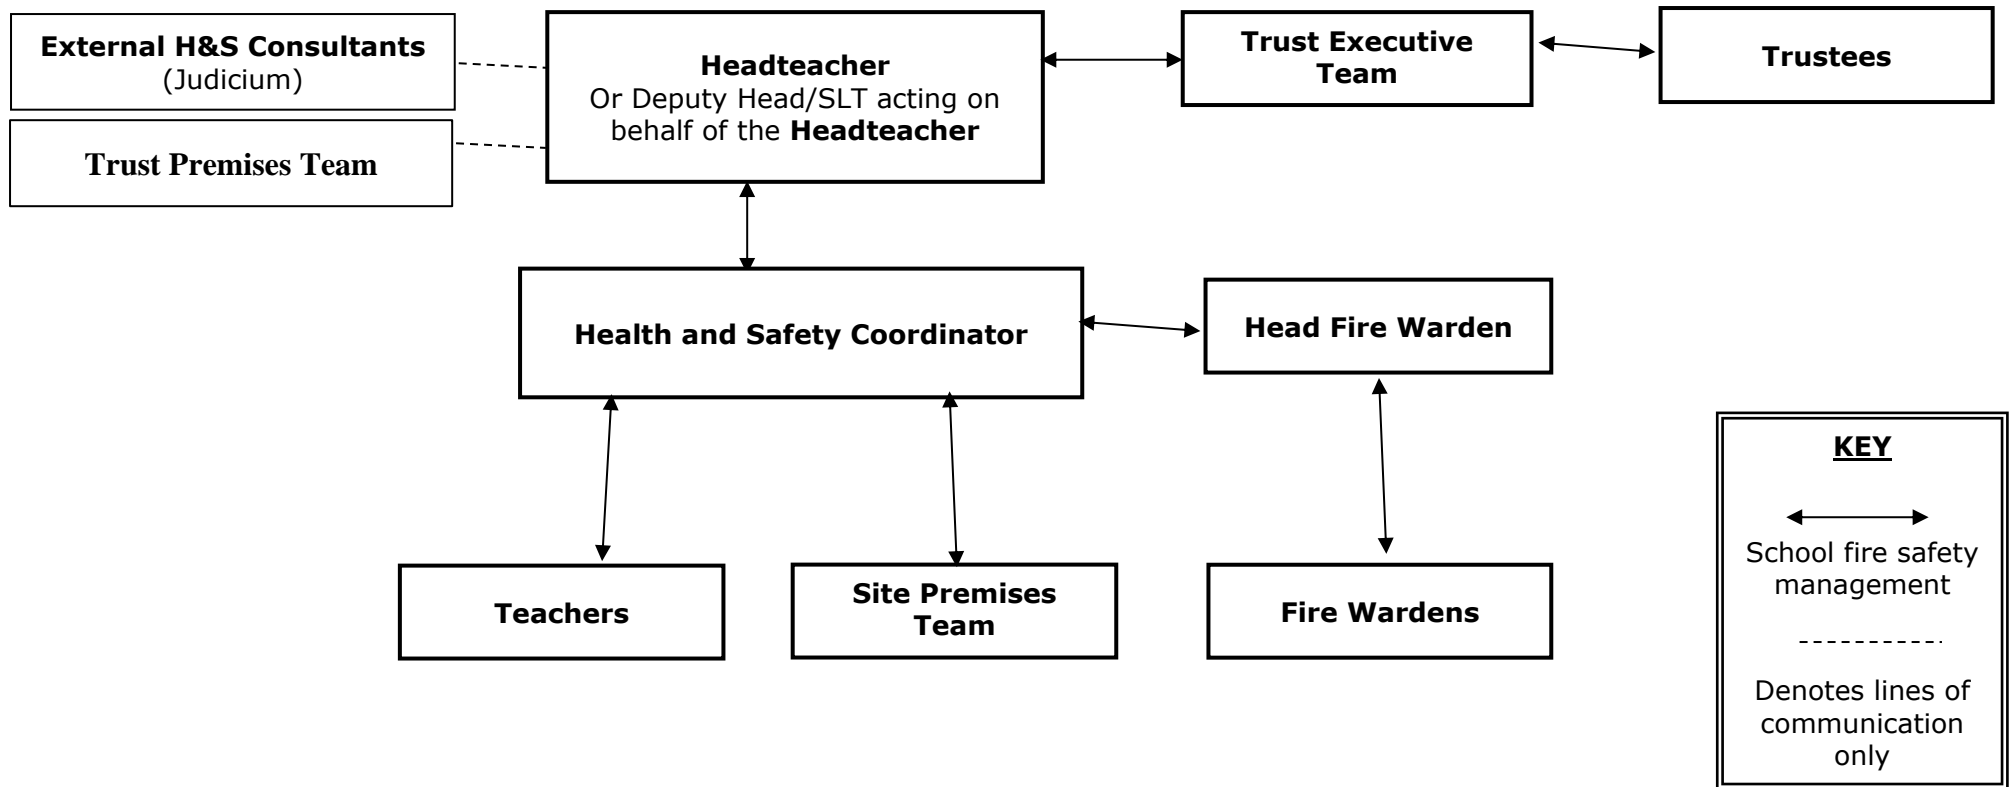 External H&S Consultants
(Judicium)
Trust Premises Team
Headteacher
Or Deputy Head/SLT acting on
behalf of the Headteacher
Trust Executive
Team
Trustees
Health and Safety Coordinator
Head Fire Warden
Teachers
Site Premises
Team
Fire Wardens
KEY
School fire safety
management
Denotes lines of
communication
only